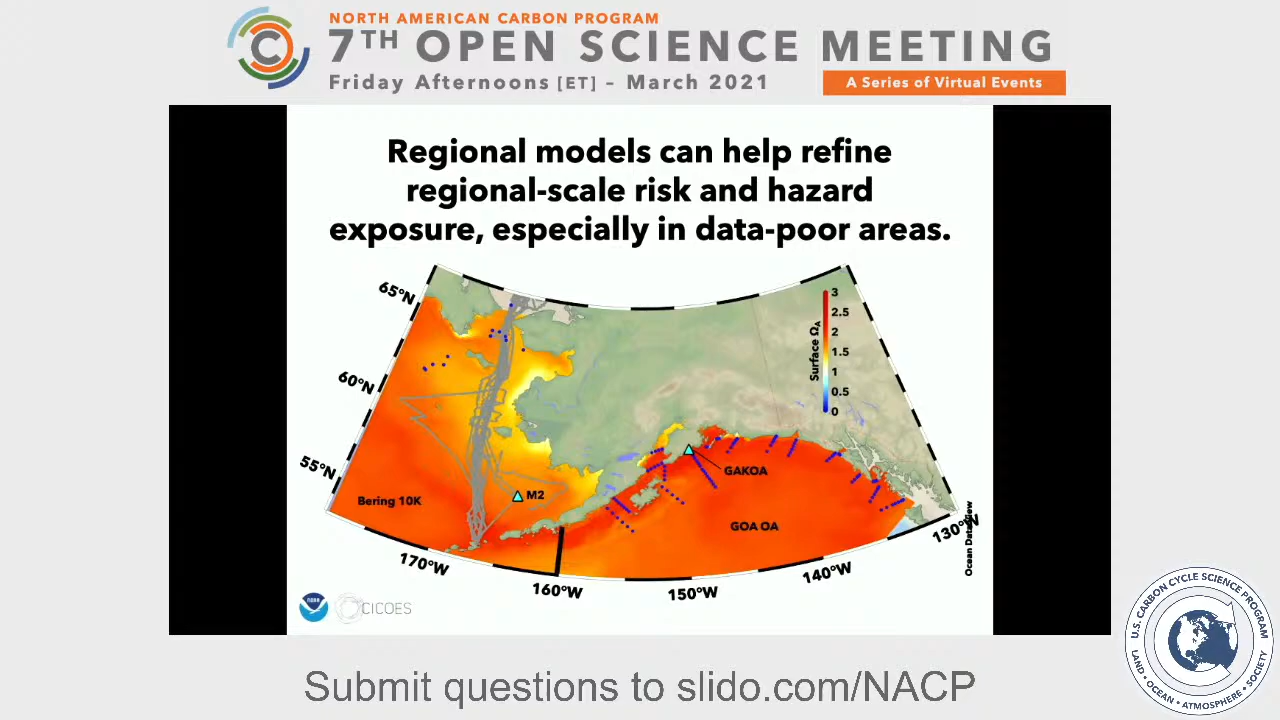 NORTH AMERICAN CARBON PROGRAM
7TH OPEN SCIENCE MEETING
Friday Afternoons [ET] – March 2021
A Series of Virtual Events
C
Regional models can help refine
regional-scale risk and hazard
exposure, especially in data-poor areas.
65°N
60°N
55°N
170°W
160°W
150°W
140°W
130°W
Bering 10K
M2
GAKOA
GOA OA
Surface ΩA
3
2.5
2
1.5
1
0.5
0
Ocean Data View
noaa
CICOES
U.S. CARBON CYCLE SCIENCE PROGRAM
LAND • OCEAN • ATMOSPHERE • SOCIETY
Submit questions to slido.com/NACP